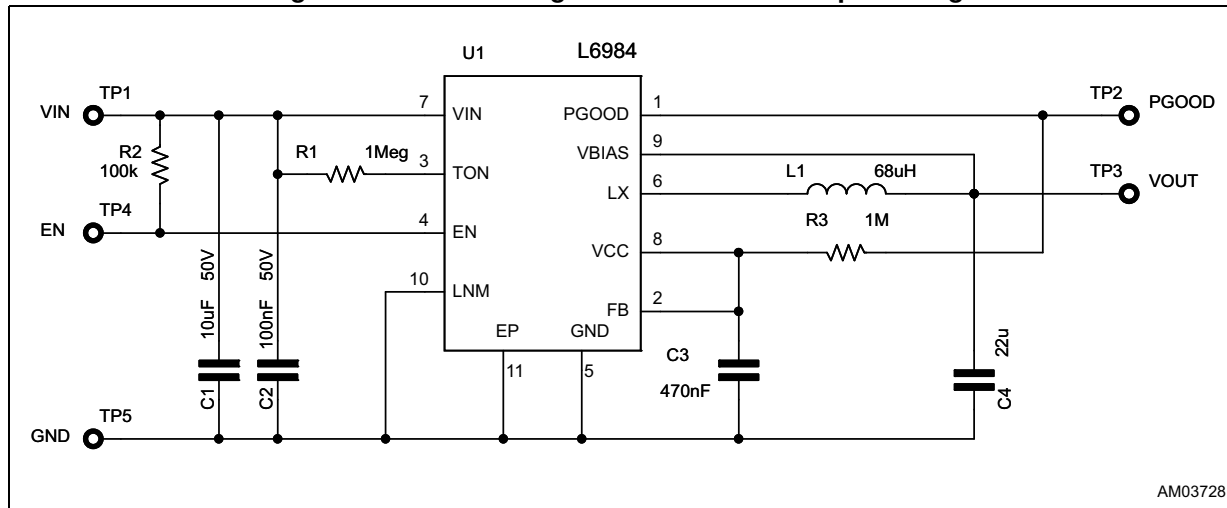 U1 L6984
VIN TP1
R2
100k
EN TP4
R1 1Meg
10uF 50V
100nF 50V
C1
C2
GND TP5
7 VIN
3 TON
4 EN
10 LNM
EP
11
GND
5
PGOOD 1
VBIAS 9
LX 6
VCC 8
FB 2
L1 68uH
R3 1M
C3
470nF
22u
C4
TP2 PGOOD
TP3 VOUT
AM03728